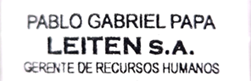 PABLO GABRIEL PAPA
LEITEN S.A.
GERENTE DE RECURSOS HUMANOS